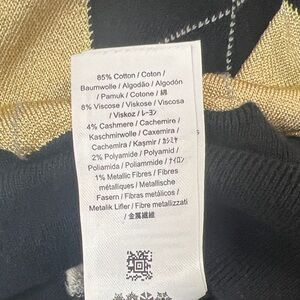 85% Cotton / Coton /
Baumwolle / Algodão / Algodón
/ Pamuk / Cotone / 綿
8% Viscose / Viskose / Viscosa
/ Viskoz / レーヨン
4% Cashmere / Cachemire /
Kaschmirwolle / Caxemira /
Cachemira / Kaşmir / カシミヤ
2% Polyamide / Polyamid /
Poliamida / Poliammide / ナイロン
1% Metallic Fibres / Fibres
métalliques / Metallische
Fasern / Fibras metálicos /
Metalik Lifler / Fibre metalizzati
/ 金属繊維